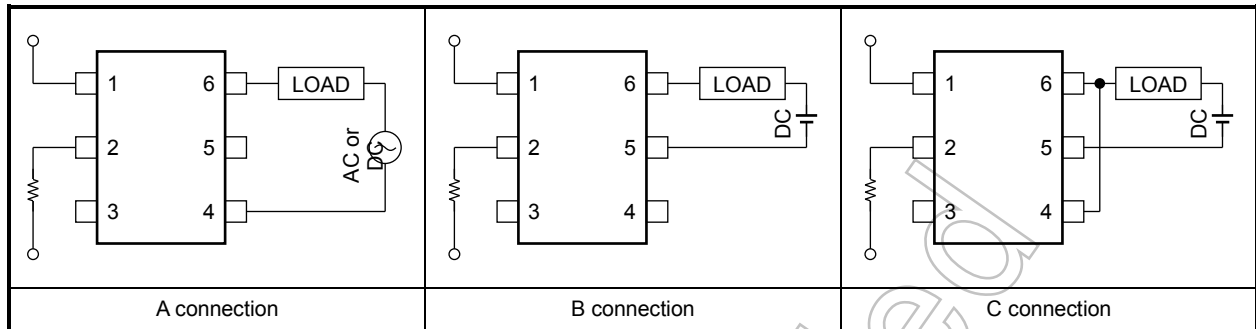 1 6 LOAD
2 5 AC or DC
3 4
A connection
1 6 LOAD
2 5 DC
3 4
B connection
1 6 LOAD
2 5 DC
3 4
C connection